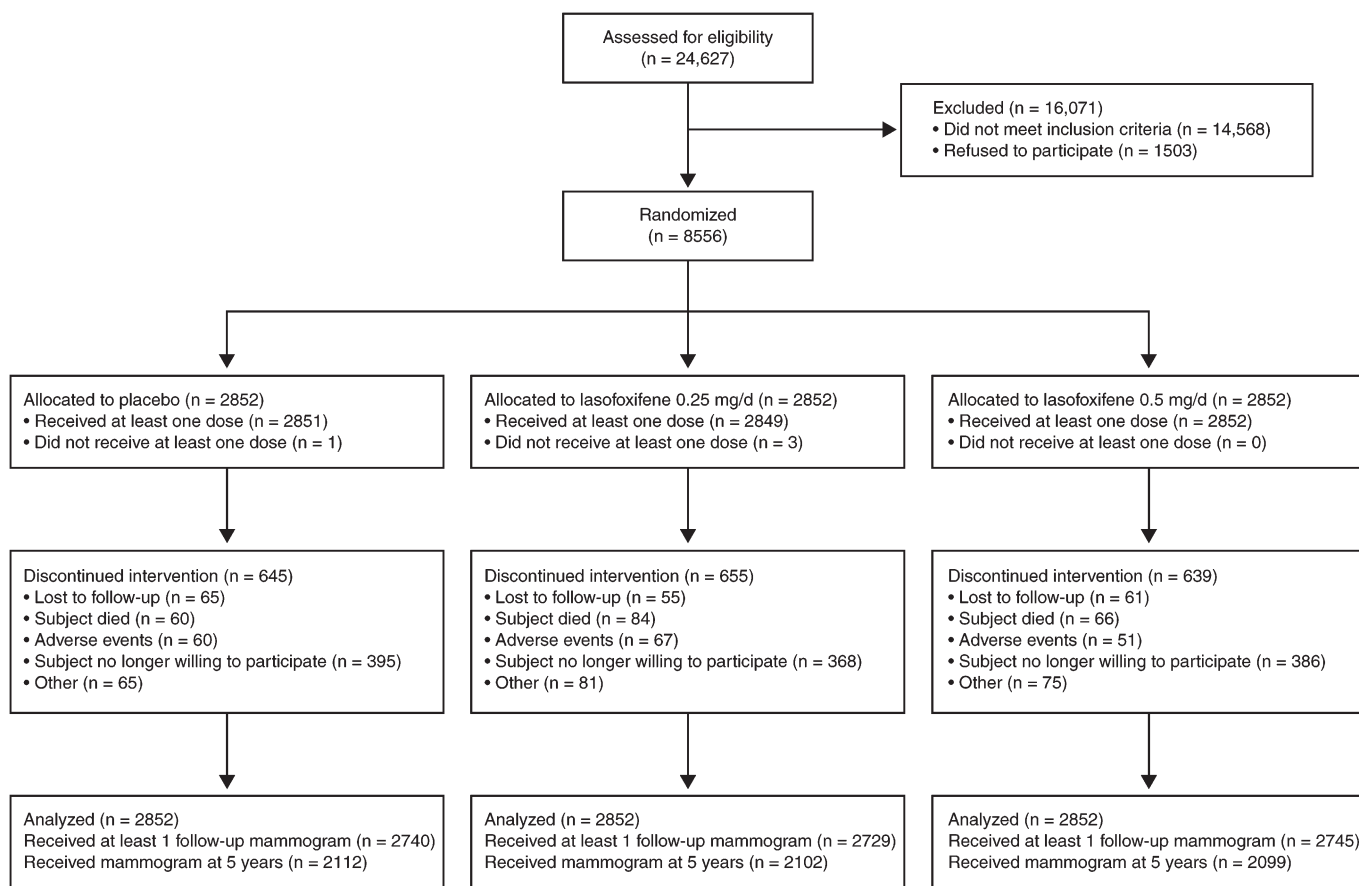 Assessed for eligibility
(n = 24,627)
Excluded (n = 16,071)
• Did not meet inclusion criteria (n = 14,568)
• Refused to participate (n = 1503)
Randomized
(n = 8556)
Allocated to placebo (n = 2852)
• Received at least one dose (n = 2851)
• Did not receive at least one dose (n = 1)
Allocated to lasofoxifene 0.25 mg/d (n = 2852)
• Received at least one dose (n = 2849)
• Did not receive at least one dose (n = 3)
Allocated to lasofoxifene 0.5 mg/d (n = 2852)
• Received at least one dose (n = 2852)
• Did not receive at least one dose (n = 0)
Discontinued intervention (n = 645)
• Lost to follow-up (n = 65)
• Subject died (n = 60)
• Adverse events (n = 60)
• Subject no longer willing to participate (n = 395)
• Other (n = 65)
Discontinued intervention (n = 655)
• Lost to follow-up (n = 55)
• Subject died (n = 84)
• Adverse events (n = 67)
• Subject no longer willing to participate (n = 368)
• Other (n = 81)
Discontinued intervention (n = 639)
• Lost to follow-up (n = 61)
• Subject died (n = 66)
• Adverse events (n = 51)
• Subject no longer willing to participate (n = 386)
• Other (n = 75)
Analyzed (n = 2852)
Received at least 1 follow-up mammogram (n = 2740)
Received mammogram at 5 years (n = 2112)
Analyzed (n = 2852)
Received at least 1 follow-up mammogram (n = 2729)
Received mammogram at 5 years (n = 2102)
Analyzed (n = 2852)
Received at least 1 follow-up mammogram (n = 2745)
Received mammogram at 5 years (n = 2099)